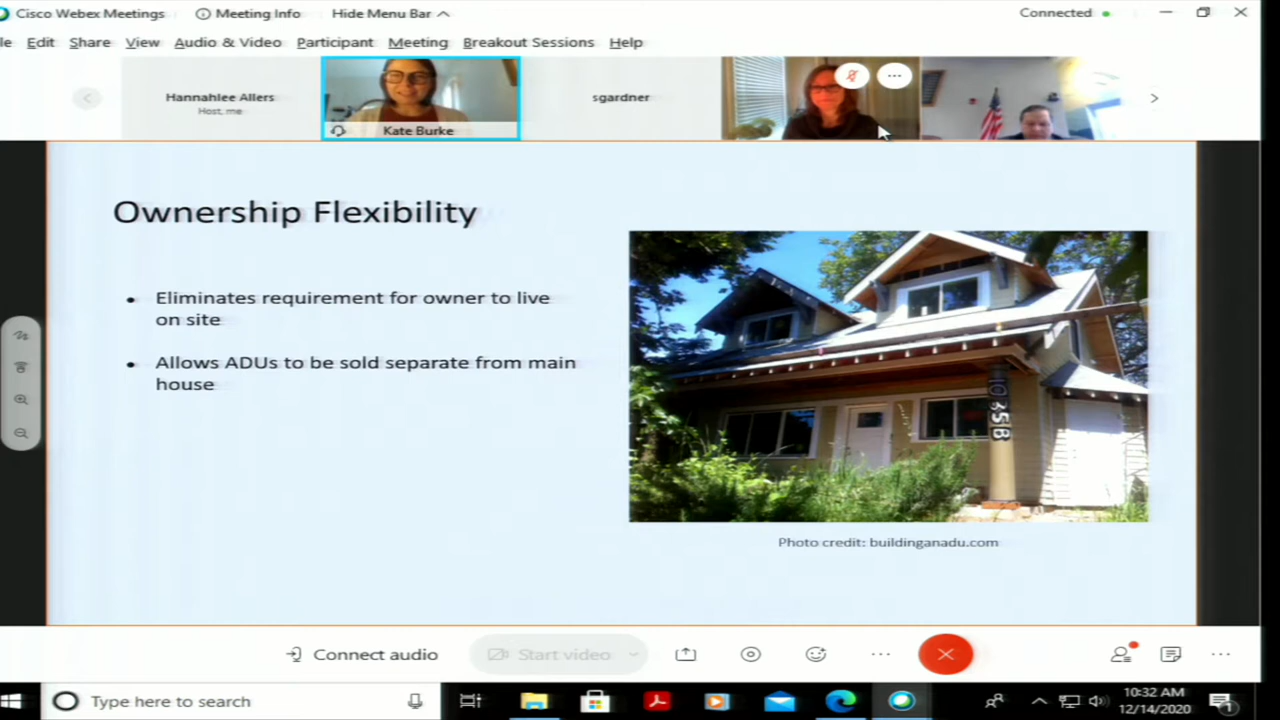 Cisco Webex Meetings
Meeting Info
Hide Menu Bar
Connected
le Edit Share View Audio & Video Participant Meeting Breakout Sessions Help
Hannahlee Allers
Host, me
Kate Burke
sgardner
Ownership Flexibility
• Eliminates requirement for owner to live
on site
• Allows ADUs to be sold separate from main
house
1035B
Photo credit: buildinganadu.com
Connect audio
Start video
Type here to search
10:32 AM
12/14/2020
1